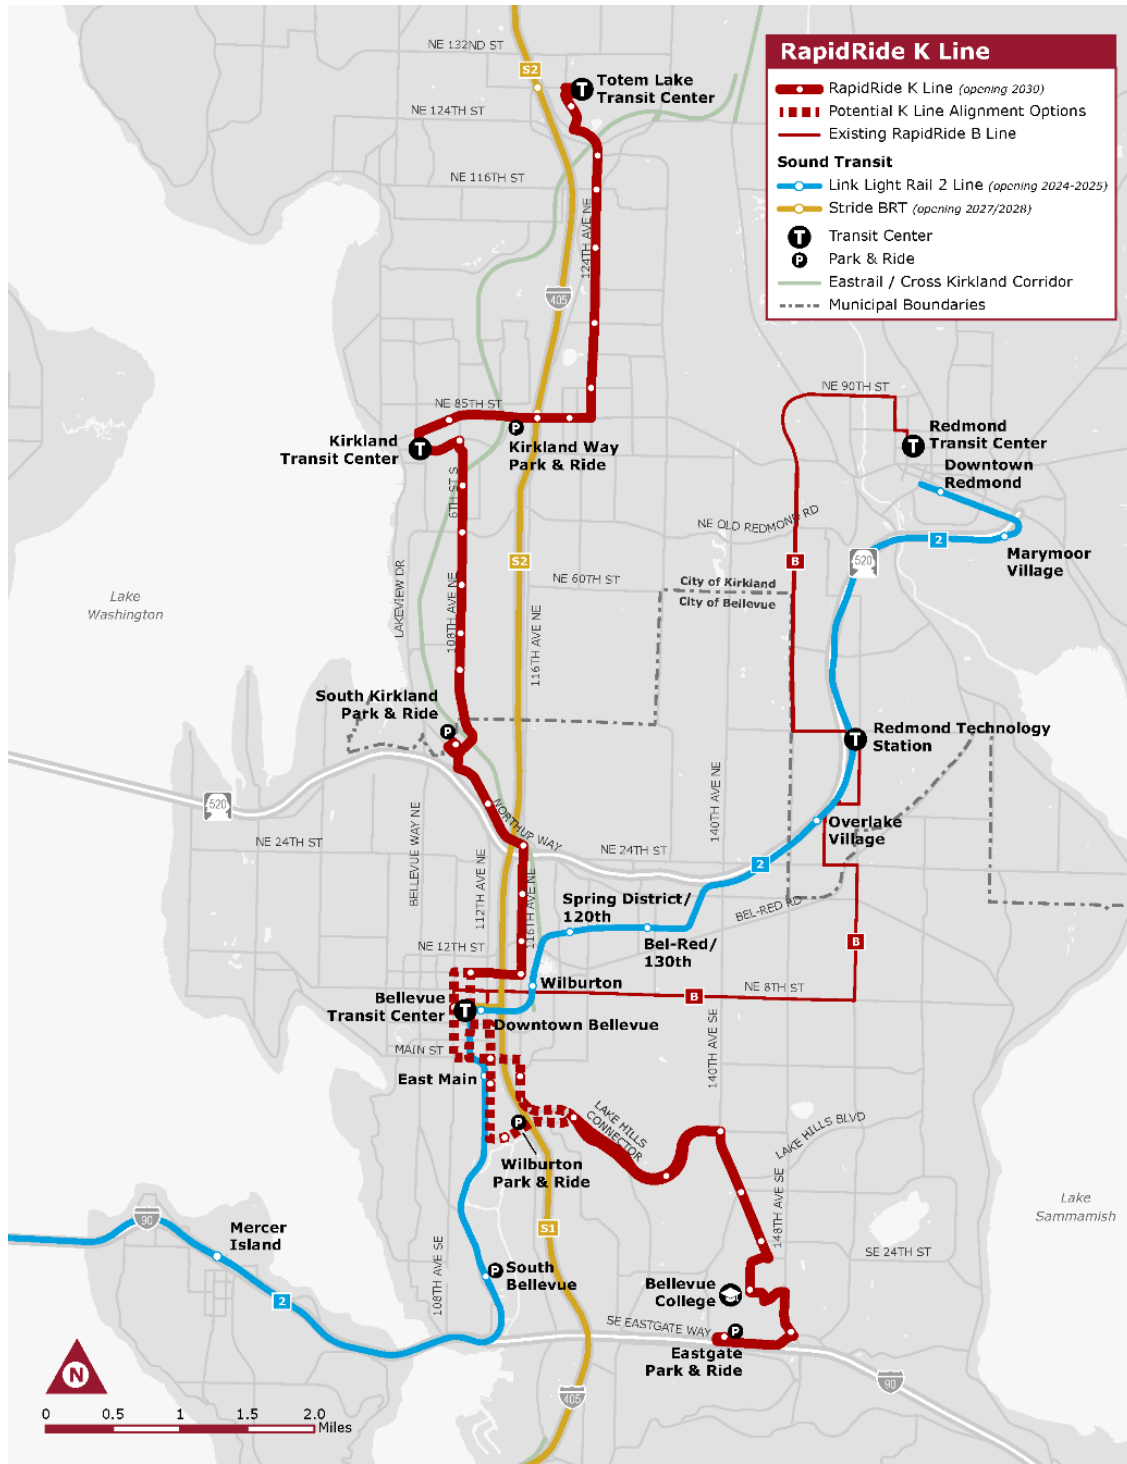 RapidRide K Line
RapidRide K Line (opening 2030)
Potential K Line Alignment Options
Existing RapidRide B Line
Sound Transit
Link Light Rail 2 Line (opening 2024-2025)
Stride BRT (opening 2027/2028)
T
Transit Center
P
Park & Ride
Eastrail / Cross Kirkland Corridor
Municipal Boundaries
NE 132ND ST
S2
T
Totem Lake
Transit Center
NE 124TH ST
NE 116TH ST
124TH AVE NE
405
NE 85TH ST
NE 90TH ST
Kirkland
Transit Center
T
P
Kirkland Way
Park & Ride
Redmond
Transit Center
T
Downtown
Redmond
6TH ST S
NE OLD REDMOND RD
2
Marymoor
Village
520
S2
B
NE 60TH ST
City of Kirkland
City of Bellevue
Lake
Washington
LAKEVIEW DR
108TH AVE NE
116TH AVE NE
South Kirkland
Park & Ride
P
T
Redmond Technology
Station
520
NORTHUP WAY
140TH AVE NE
Overlake
Village
NE 24TH ST
NE 24TH ST
2
BELLEVUE WAY NE
112TH AVE NE
116TH AVE NE
Spring District/
120th
BEL-RED RD
Bel-Red/
130th
B
NE 12TH ST
Wilburton
NE 8TH ST
B
Bellevue
Transit Center
T
Downtown Bellevue
MAIN ST
140TH AVE SE
East Main
LAKE HILLS
CONNECTOR
LAKE HILLS BLVD
P
Wilburton
Park & Ride
148TH AVE SE
Lake
Sammamish
90
Mercer
Island
S1
SE 24TH ST
108TH AVE SE
P
South
Bellevue
Bellevue
College
2
SE EASTGATE WAY
P
Eastgate
Park & Ride
90
405
N
0
0.5
1
1.5
2.0
Miles